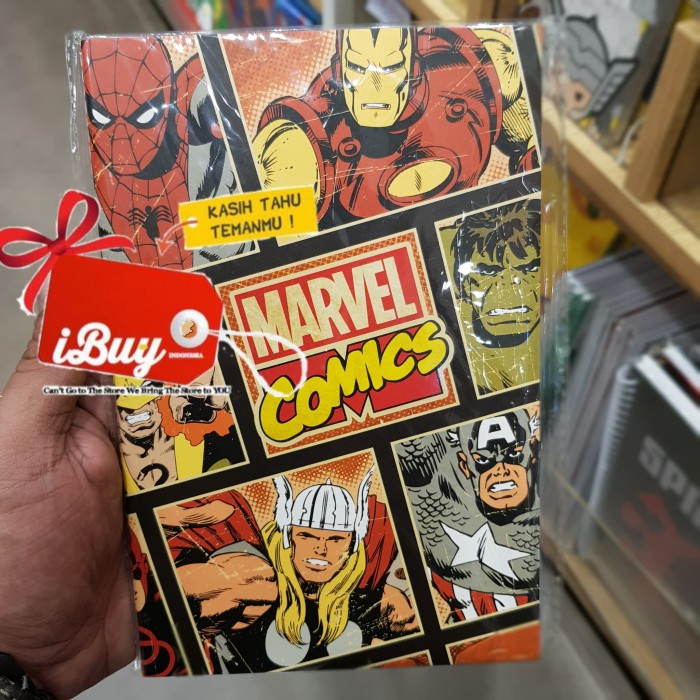 KASIH TAHU
TEMANMU !
MARVEL
COMICS
iBuy
INDONESIA
Can't Go to The Store We Bring The Store to YOU
A